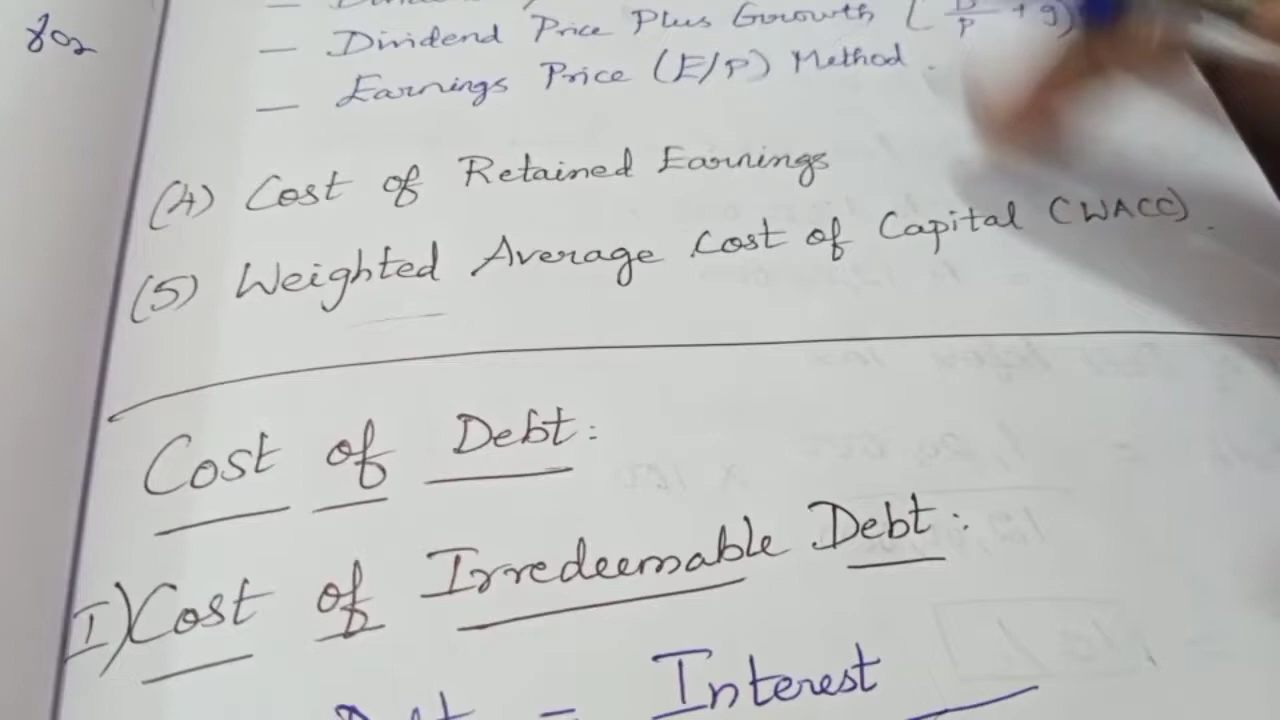 — Dividend Price Plus Growth [D/P + g)
— Earnings Price (E/P) Method.
(4) Cost of Retained Earnings
(5) Weighted Average Cost of Capital (WACC).
Cost of Debt:
I) Cost of Irredeemable Debt:
= Interest